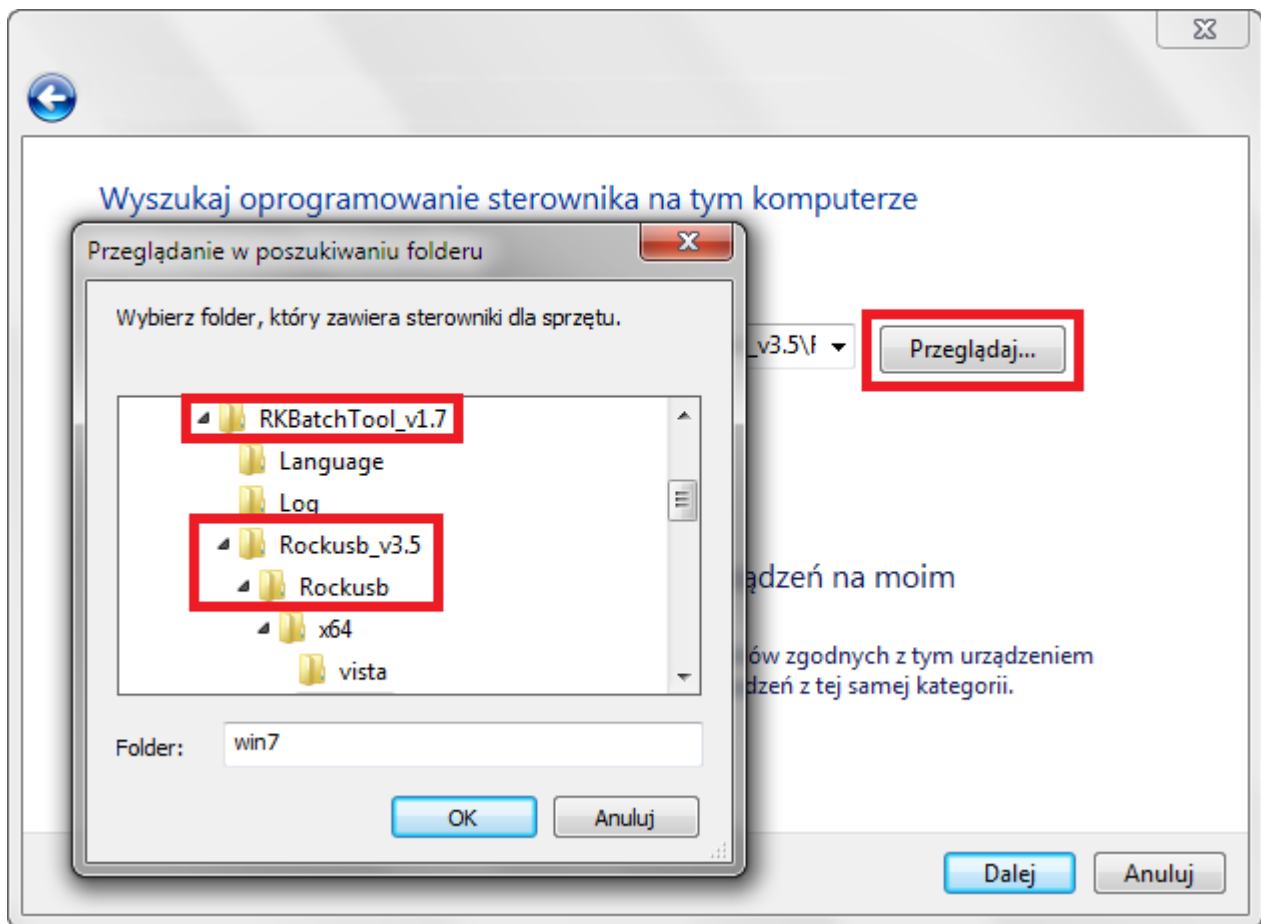 Wyszukaj oprogramowanie sterownika na tym komputerze
Przeglądanie w poszukiwaniu folderu
Wybierz folder, który zawiera sterowniki dla sprzętu.
_v3.5\
Przeglądaj...
RKBatchTool_v1.7
Language
Log
Rockusb_v3.5
Rockusb
x64
vista
Folder:
win7
OK
Anuluj
ądzeń na moim
ów zgodnych z tym urządzeniem
dzeń z tej samej kategorii.
Dalej
Anuluj